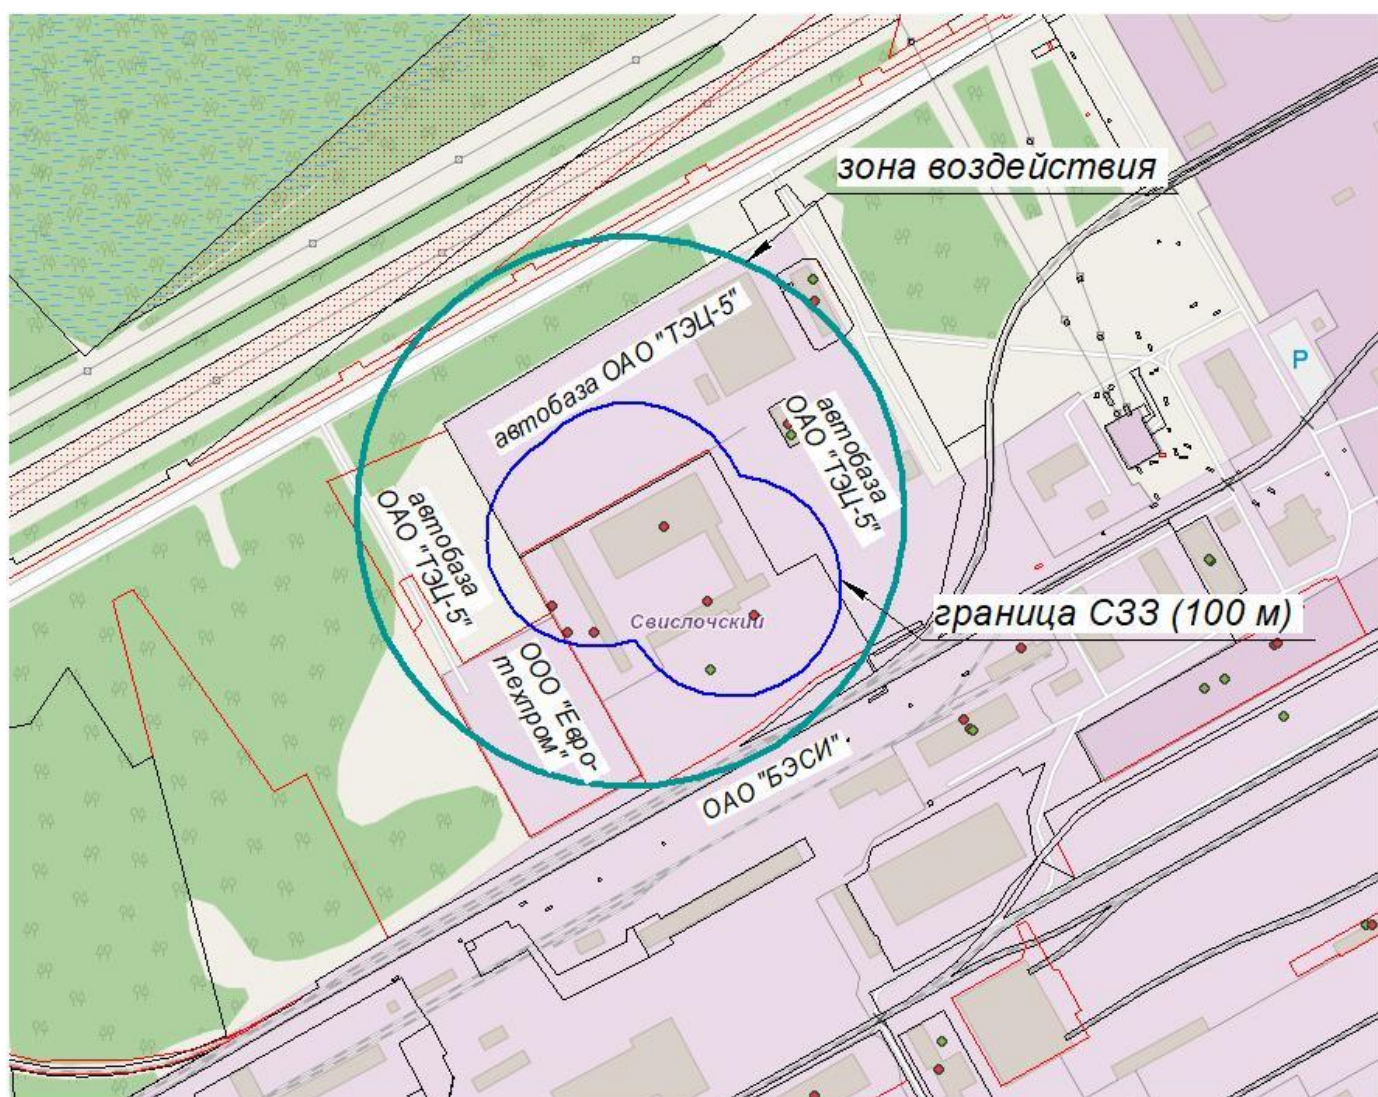 зона воздействия
P
автобаза ОАО "ТЭЦ-5"
автобаза
ОАО "ТЭЦ-5"
автобаза
ОАО "ТЭЦ-5"
Свислочский
граница СЗЗ (100 м)
ООО "Евро-
техпром"
ОАО "БЭСИ"